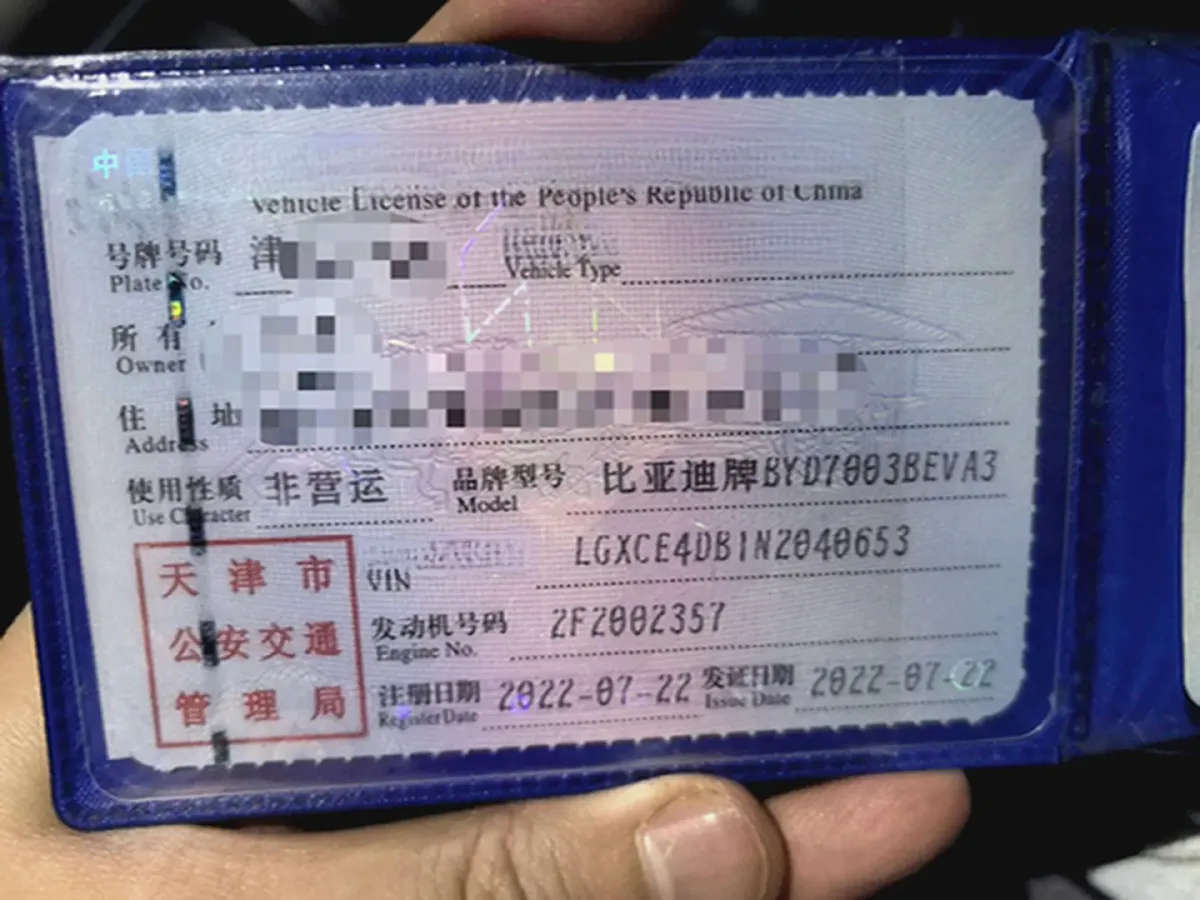 中国
Vehicle License of the People's Republic of China
号牌号码 津
Plate No. Vehicle Type
所有
Owner
住址
Address
使用性质 非营运 品牌型号 比亚迪牌BYD7003BEVA3
Use Character Model
LGXCE4DB1N2040653
VIN
发动机号码 2F2002357
Engine No.
注册日期 2022-07-22 发证日期 2022-07-22
Register Date Issue Date
天津市
公安交通
管理局